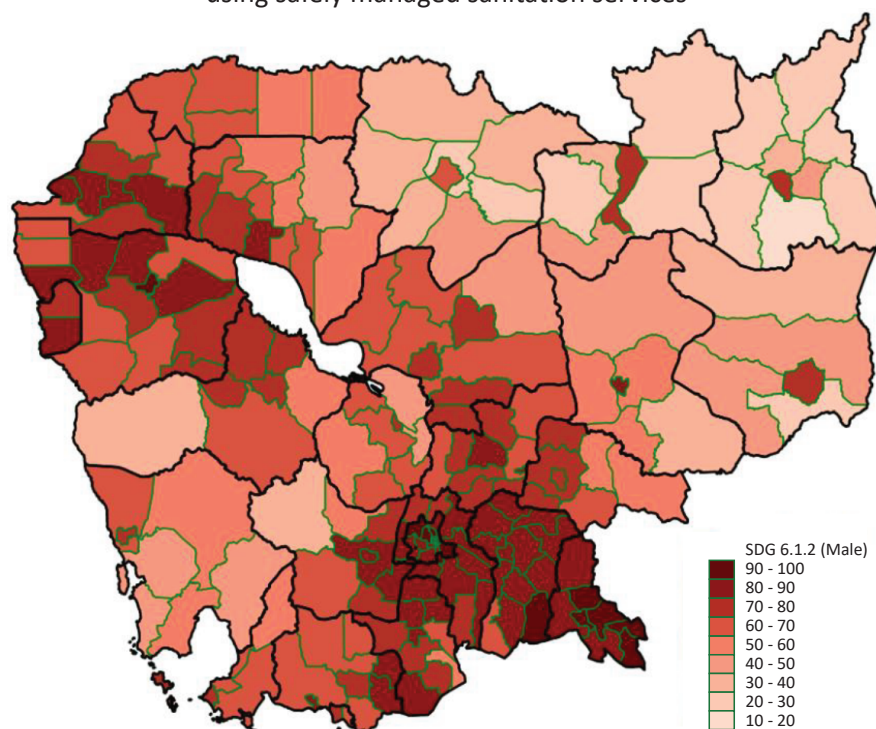 using safely managed sanitation services
SDG 6.1.2 (Male)
90 - 100
80 - 90
70 - 80
60 - 70
50 - 60
40 - 50
30 - 40
20 - 30
10 - 20